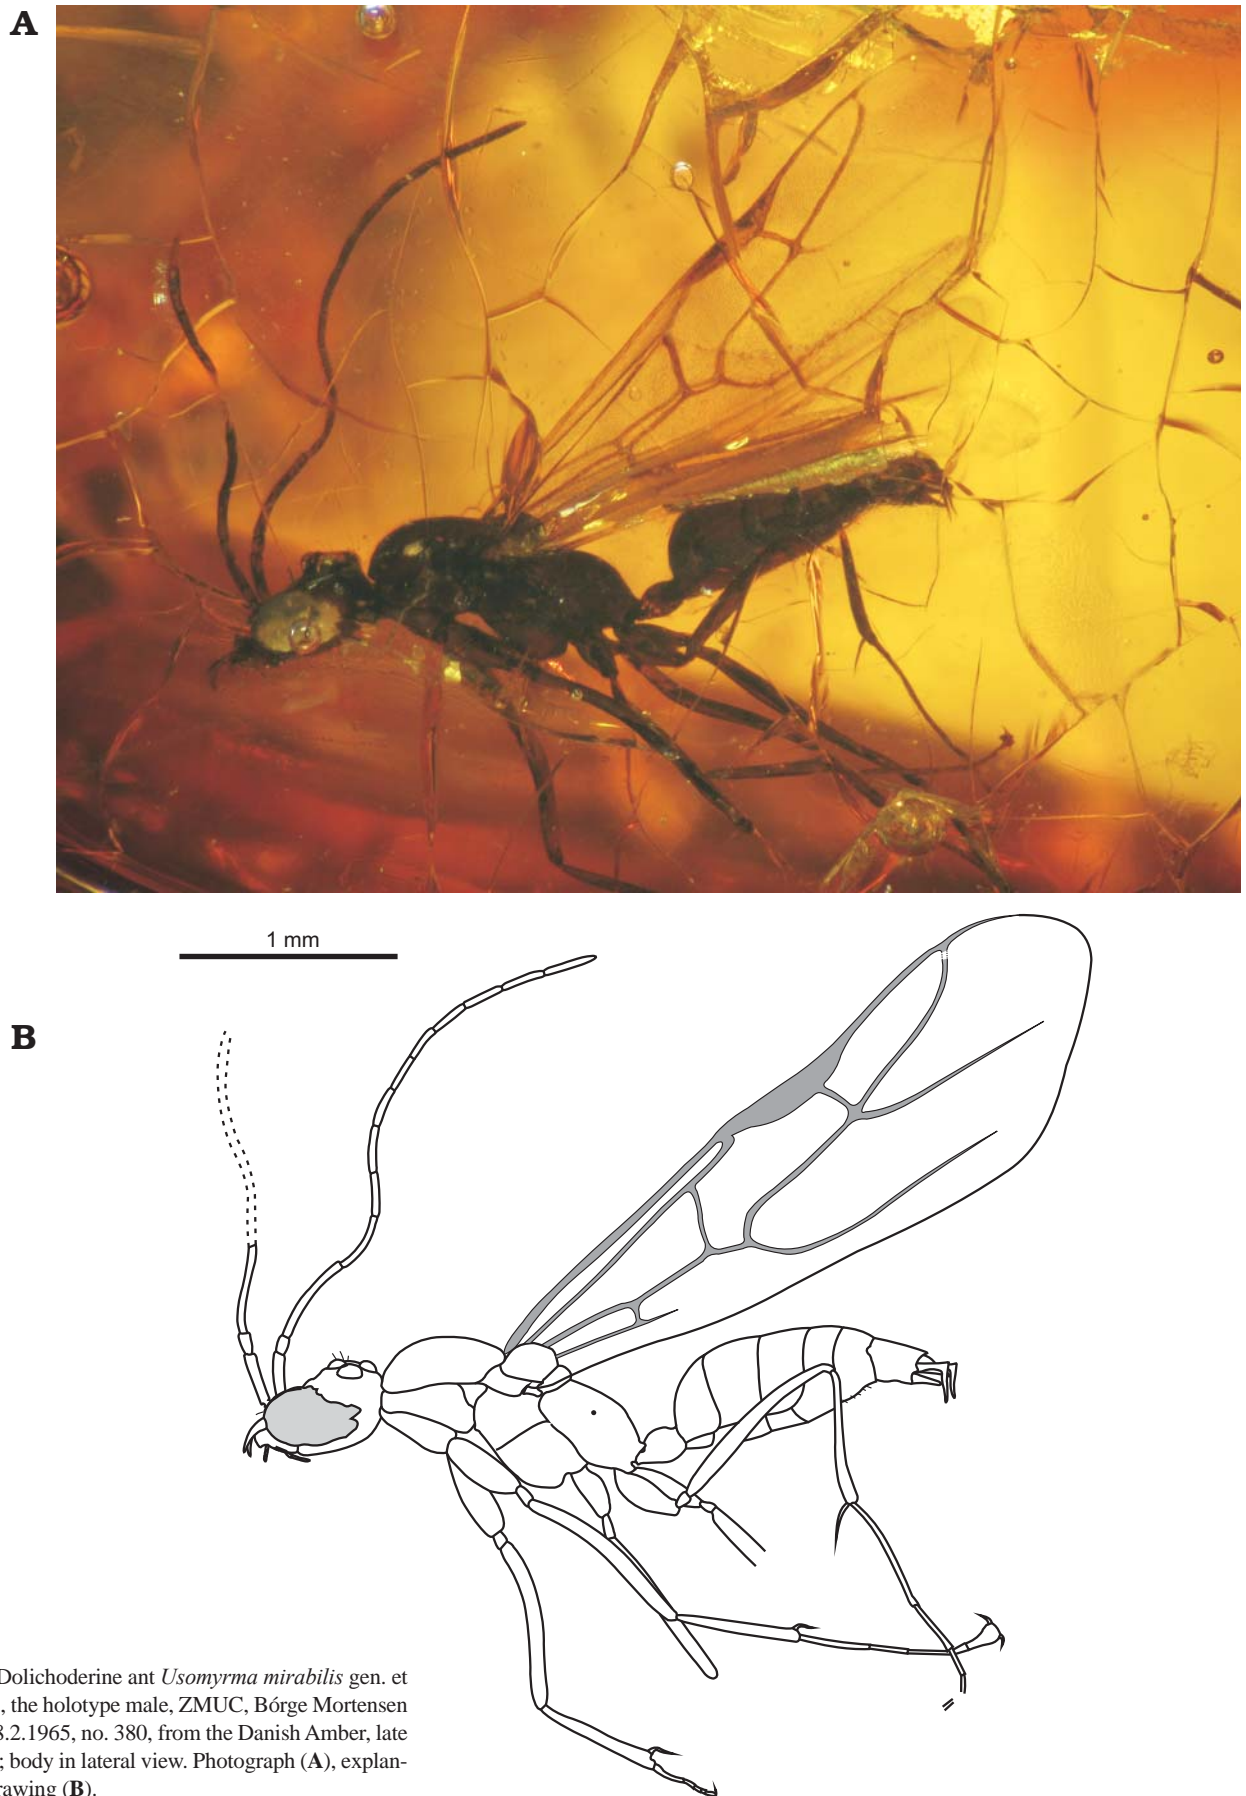 A
1 mm
B
Dolichoderine ant Usomyrma mirabilis gen. et
, the holotype male, ZMUC, Bórge Mortensen
.2.1965, no. 380, from the Danish Amber, late
; body in lateral view. Photograph (A), explan-
rawing (B).